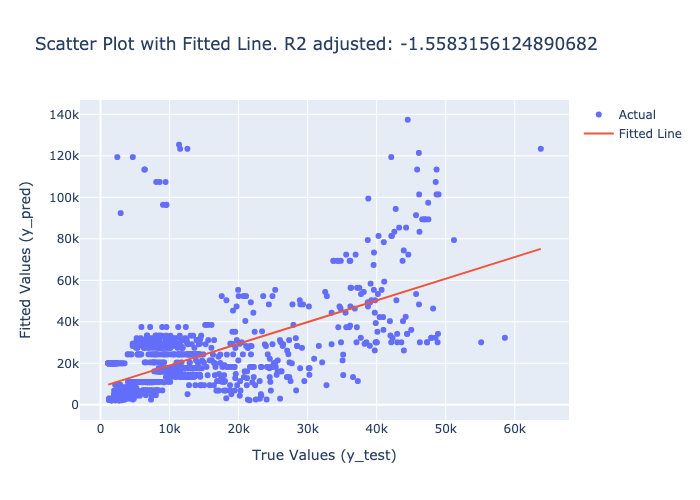 Scatter Plot with Fitted Line. R2 adjusted: -1.5583156124890682
140k
120k
100k
80k
60k
40k
20k
0
Fitted Values (y_pred)
0
10k
20k
30k
40k
50k
60k
True Values (y_test)
Actual
Fitted Line